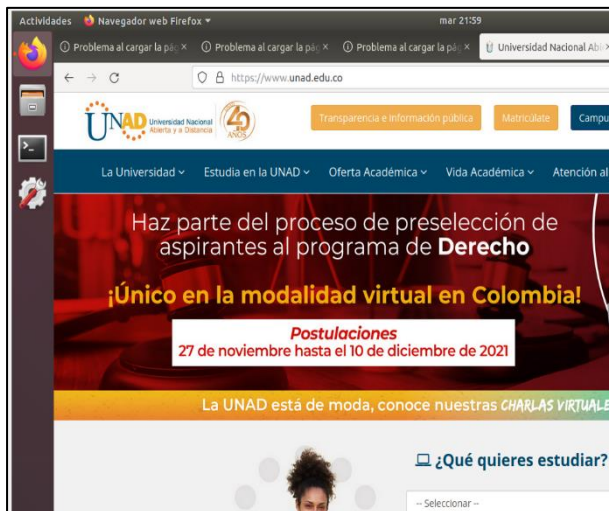 Actividades Navegador web Firefox mar 21:59
Problema al cargar la pág Problema al cargar la pág Problema al cargar la pág Universidad Nacional Abi
https://www.unad.edu.co
UNAD Universidad Nacional
Abierta y a Distancia
40
AÑOS
Transparencia e información pública Matricúlate Campu
La Universidad Estudia en la UNAD Oferta Académica Vida Académica Atención al
Haz parte del proceso de preselección de
aspirantes al programa de Derecho
¡Único en la modalidad virtual en Colombia!
Postulaciones
27 de noviembre hasta el 10 de diciembre de 2021
La UNAD está de moda, conoce nuestras CHARLAS VIRTUALE
¿Qué quieres estudiar?
-- Seleccionar --